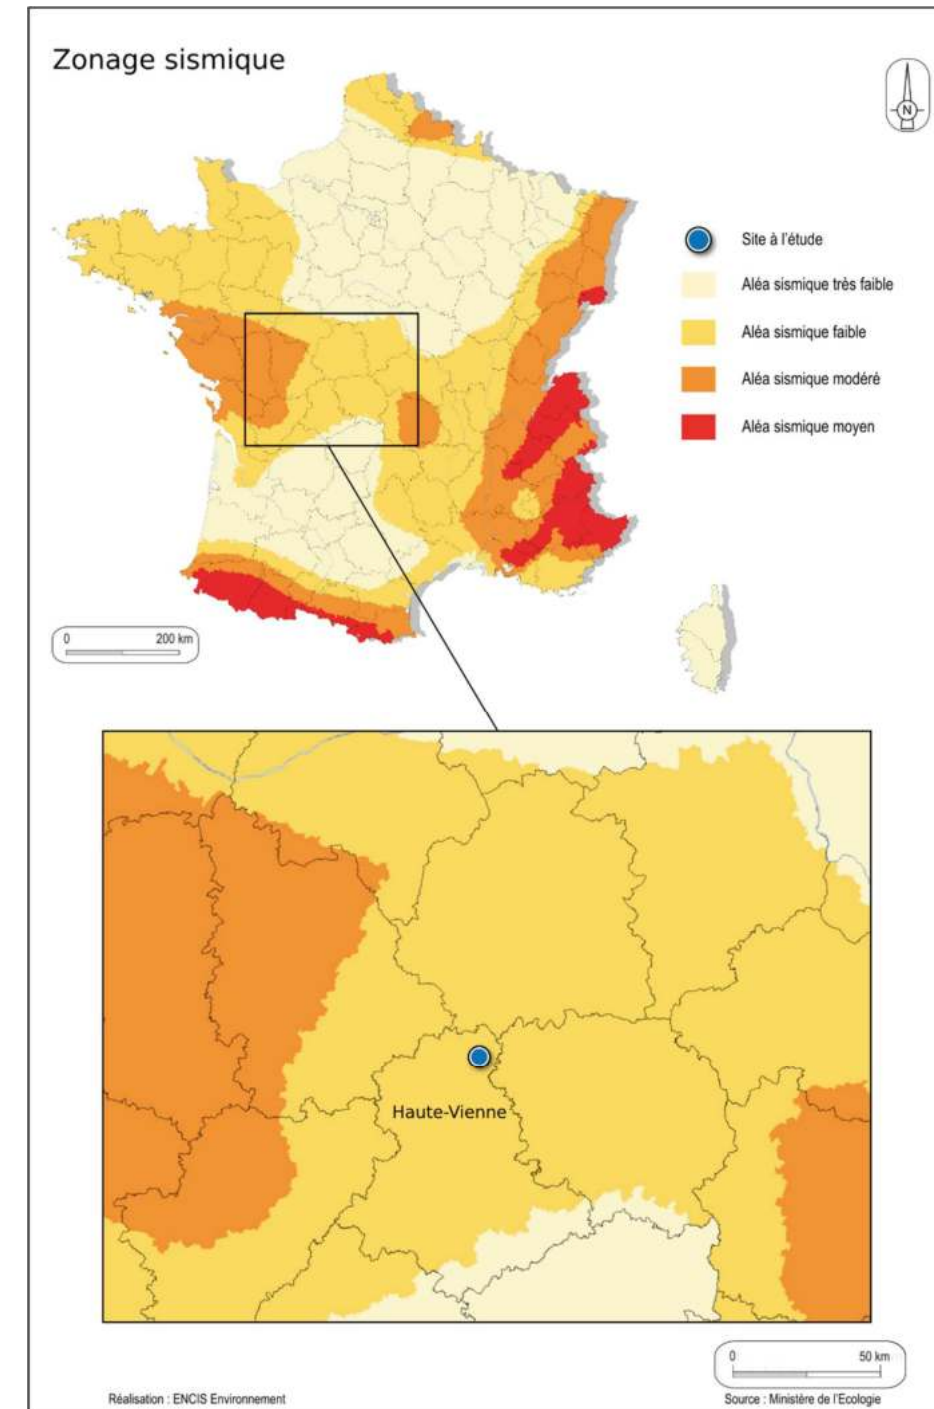 Zonage sismique
N
Site à l'étude
Aléa sismique très faible
Aléa sismique faible
Aléa sismique modéré
Aléa sismique moyen
0 200 km
Haute-Vienne
0 50 km
Réalisation : ENCIS Environnement
Source : Ministère de l'Ecologie